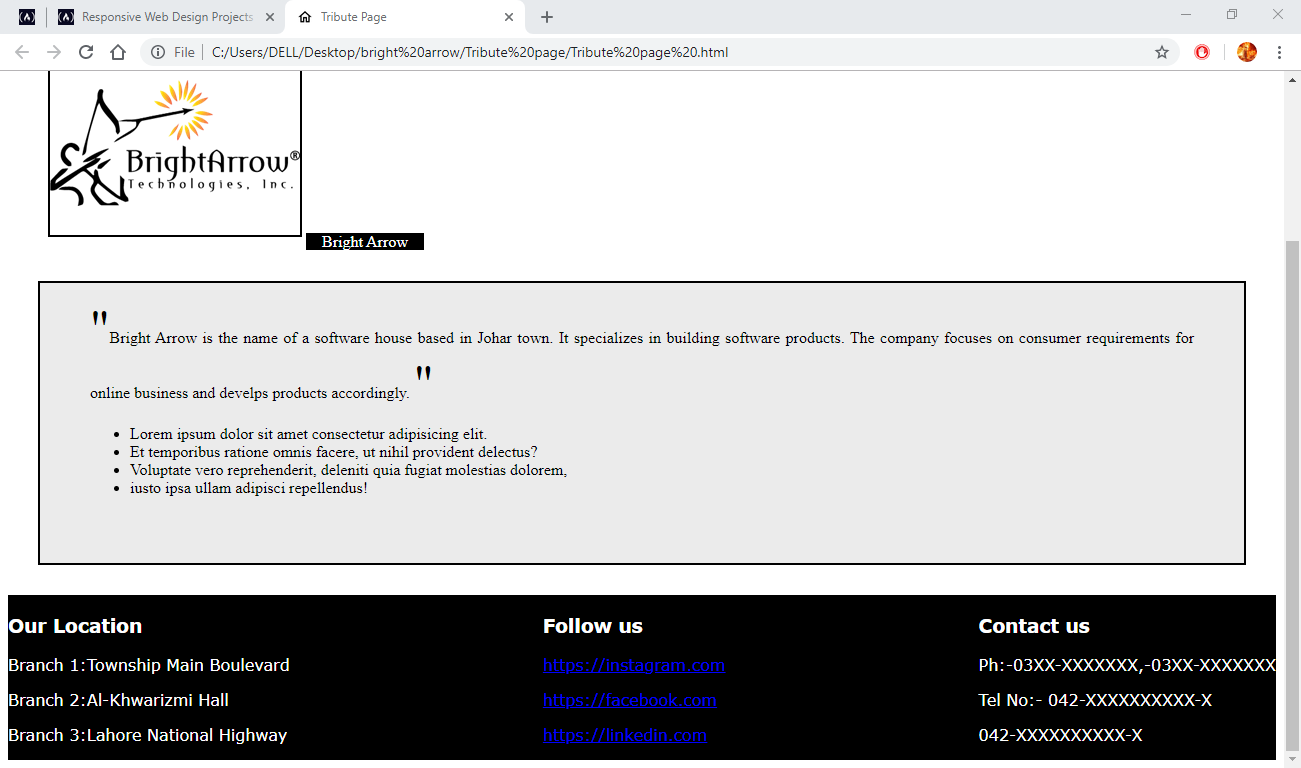 Responsive Web Design Projects
Tribute Page
File
C:/Users/DELL/Desktop/bright%20arrow/Tribute%20page/Tribute%20page%20.html
BrightArrow®
Technologies, Inc.
Bright Arrow
"Bright Arrow is the name of a software house based in Johar town. It specializes in building software products. The company focuses on consumer requirements for
online business and develps products accordingly. "
• Lorem ipsum dolor sit amet consectetur adipisicing elit.
• Et temporibus ratione omnis facere, ut nihil provident delectus?
• Voluptate vero reprehenderit, deleniti quia fugiat molestias dolorem,
• iusto ipsa ullam adipisci repellendus!
Our Location
Branch 1:Township Main Boulevard
Branch 2:Al-Khwarizmi Hall
Branch 3:Lahore National Highway
Follow us
https://instagram.com
https://facebook.com
https://linkedIn.com
Contact us
Ph:-03XX-XXXXXXX,-03XX-XXXXXXX
Tel No:- 042-XXXXXXXXXX-X
042-XXXXXXXXXX-X